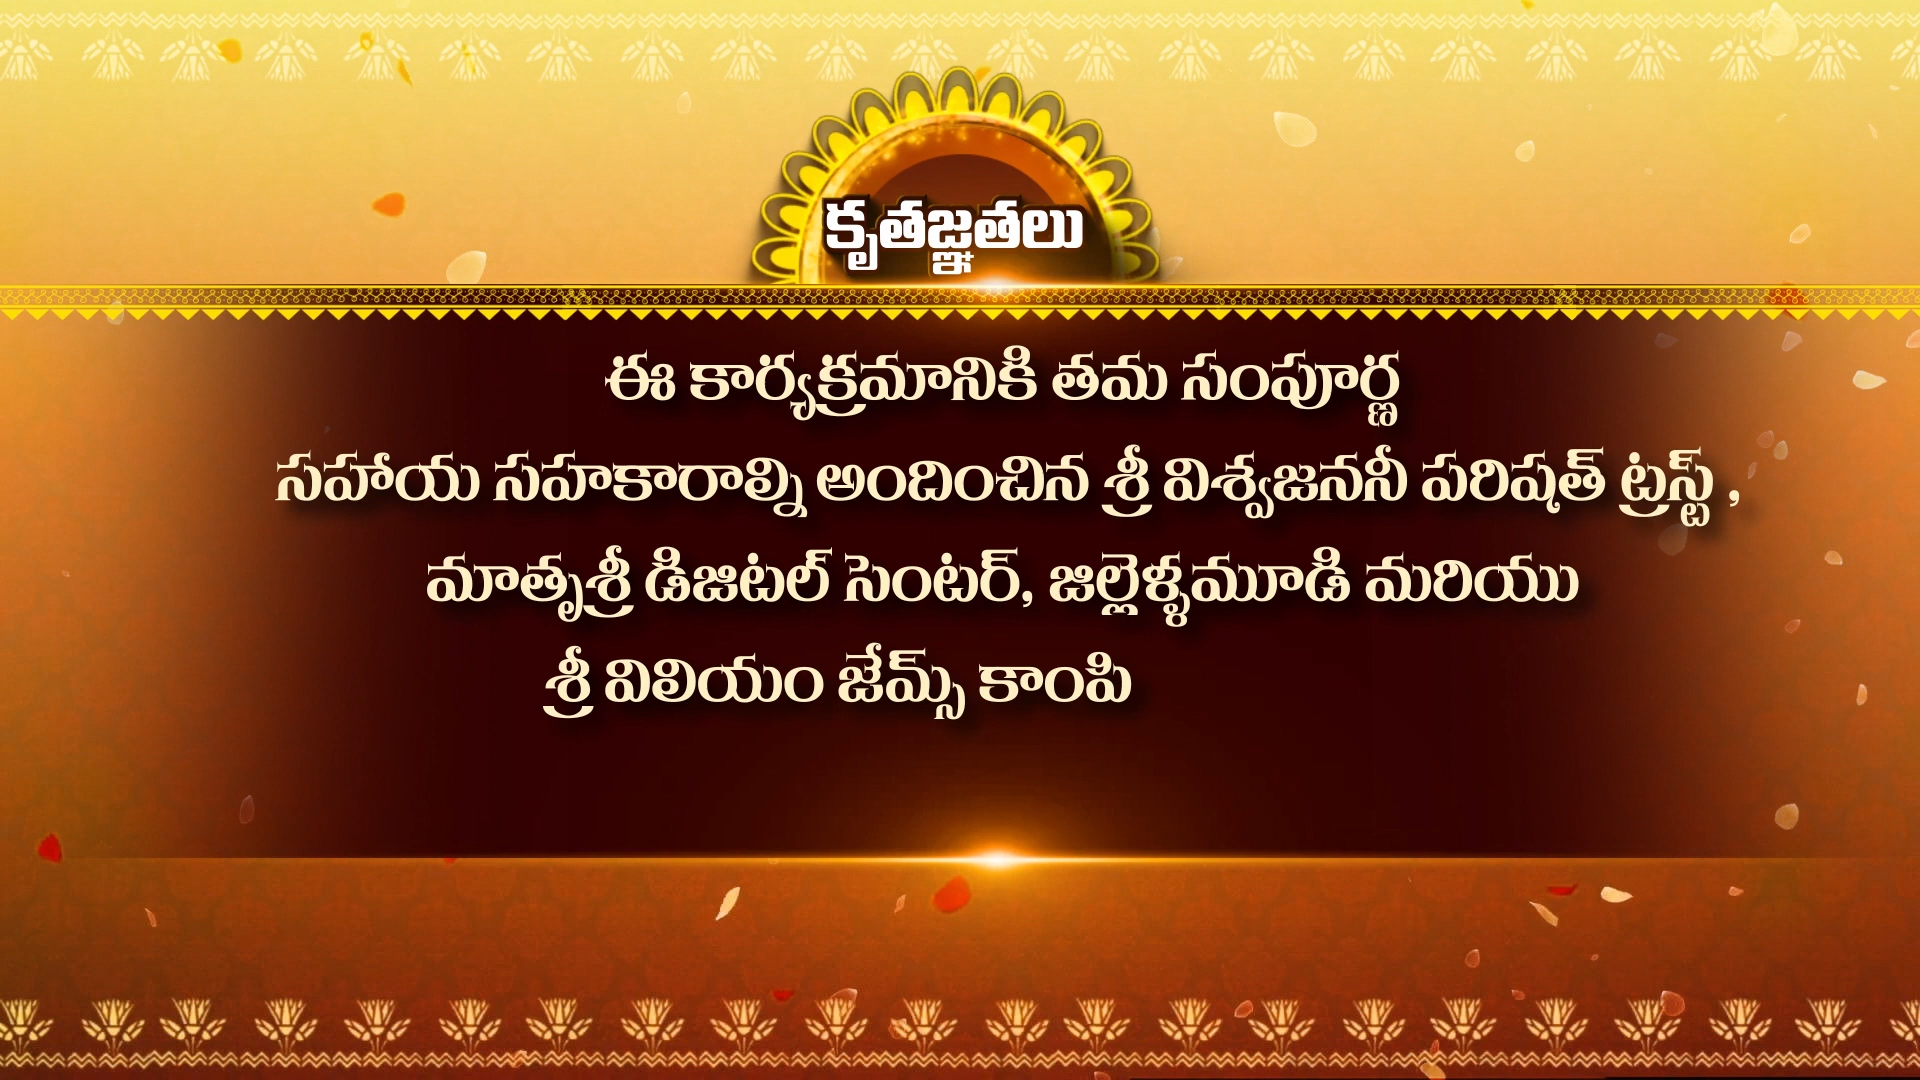 కృతజ్ఞతలు
ఈ కార్యక్రమానికి తమ సంపూర్ణ
సహాయ సహకారాల్ని అందించిన శ్రీ విశ్వజననీ పరిషత్ ట్రస్ట్ ,
మాతృశ్రీ డిజిటల్ సెంటర్, జిల్లెళ్ళమూడి మరియు
శ్రీ విలియం జేమ్స్ కాంపి